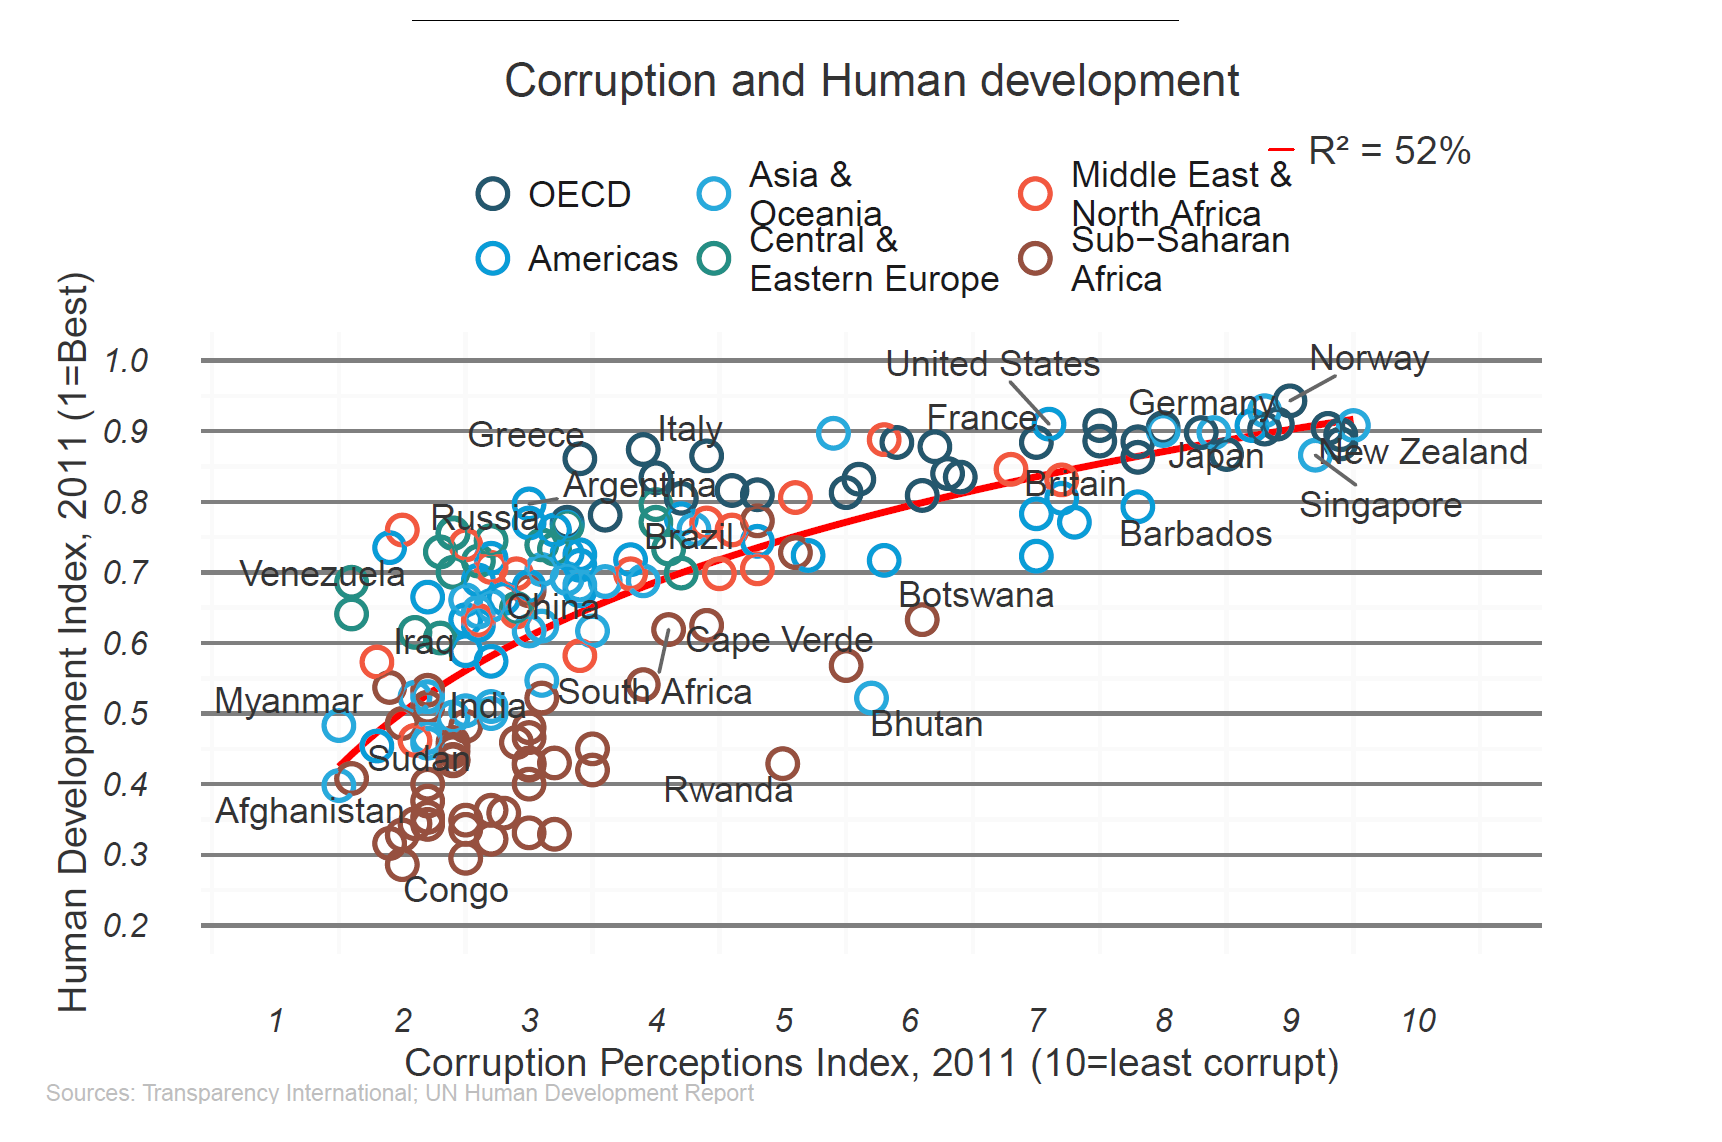 Corruption and Human development
R² = 52%
OECD
Asia &
Oceania
Middle East &
North Africa
Americas
Central &
Eastern Europe
Sub−Saharan
Africa
Human Development Index, 2011 (1=Best)
1.0
0.9
0.8
0.7
0.6
0.5
0.4
0.3
0.2
United States
Norway
Germany
France
Italy
Greece
New Zealand
Japan
Argentina
Britain
Singapore
Russia
Brazil
Barbados
Venezuela
Botswana
China
Iraq
Cape Verde
Myanmar
India
South Africa
Bhutan
Sudan
Rwanda
Afghanistan
Congo
1 2 3 4 5 6 7 8 9 10
Corruption Perceptions Index, 2011 (10=least corrupt)
Sources: Transparency International; UN Human Development Report